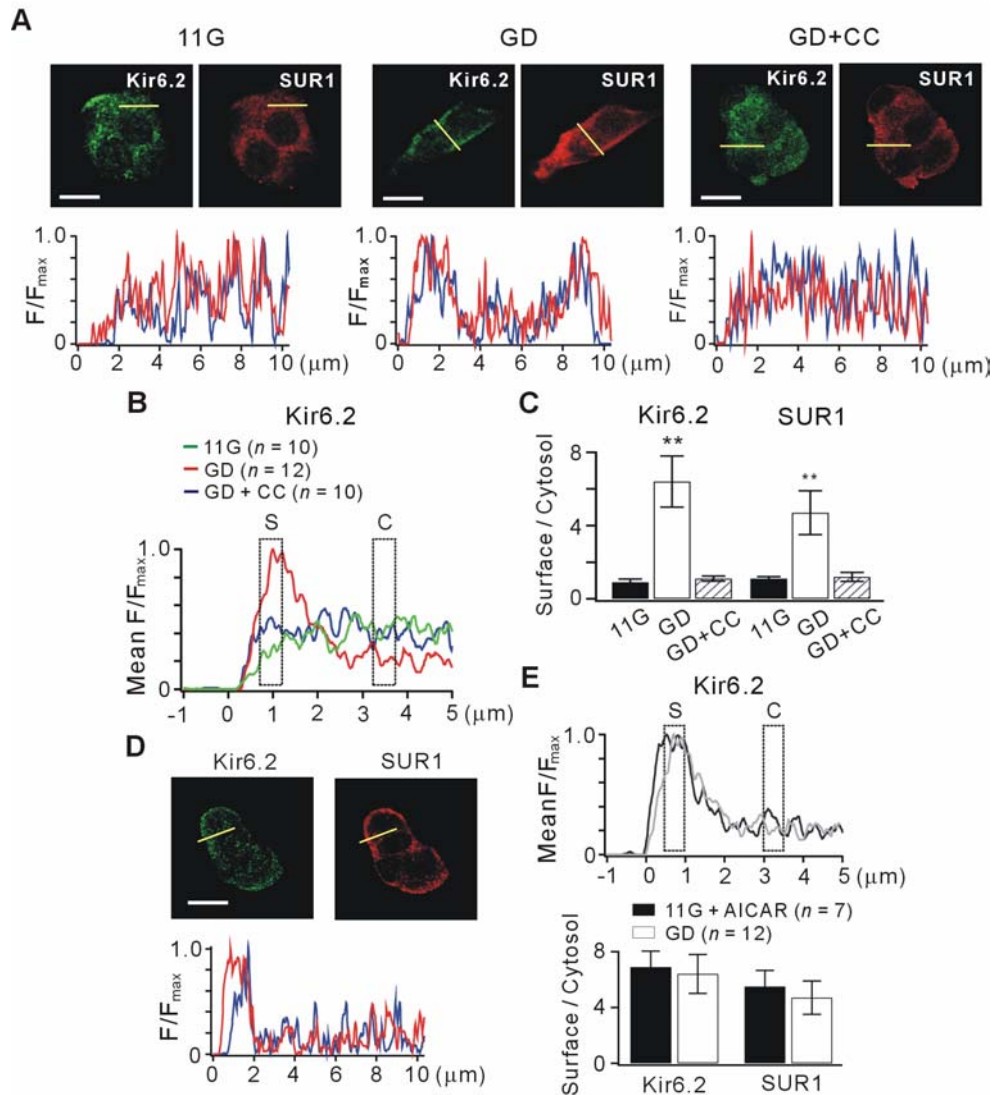 A
11G GD GD+CC
Kir6.2 SUR1 Kir6.2 SUR1 Kir6.2 SUR1
1.0 1.0 1.0
F/Fmax F/Fmax F/Fmax
0 0 0
0 2 4 6 8 10 (μm) 0 2 4 6 8 10 (μm) 0 2 4 6 8 10 (μm)
B
Kir6.2
11G (n = 10)
GD (n = 12)
GD + CC (n = 10)
S C
1.0
Mean F/Fmax
0
-1 0 1 2 3 4 5 (μm)
C
Kir6.2 SUR1
** **
8
4
0
Surface / Cytosol
11G GD GD+CC 11G GD GD+CC
D
Kir6.2 SUR1
1.0
F/Fmax
0
0 2 4 6 8 10 (μm)
E
Kir6.2
S C
1.0
MeanF/Fmax
0
-1 0 1 2 3 4 5 (μm)
11G + AICAR (n = 7)
GD (n = 12)
8
4
0
Surface / Cytosol
Kir6.2 SUR1